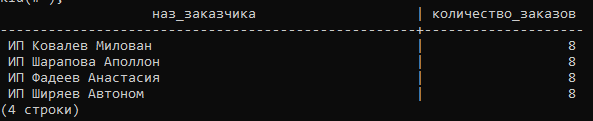 наз_заказчика | количество_заказов
ИП Ковалев Милован | 8
ИП Шарапова Аполлон | 8
ИП Фадеев Анастасия | 8
ИП Ширяев Автоном | 8
(4 строки)